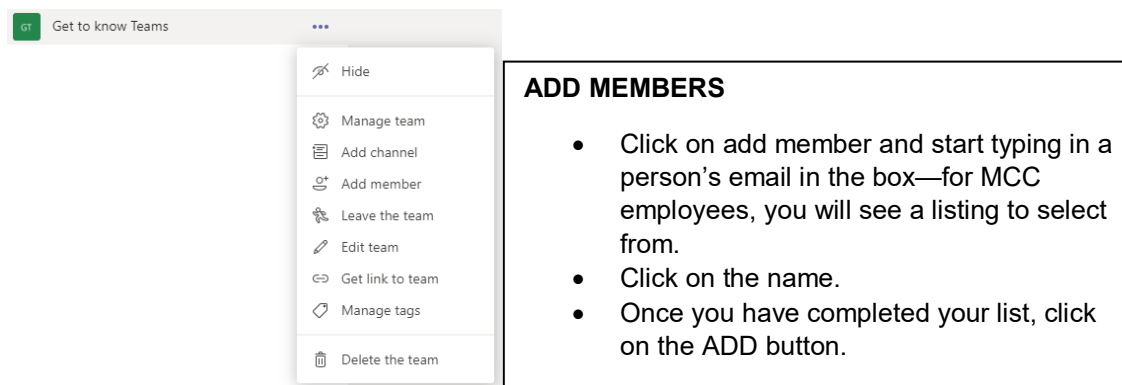 GT Get to know Teams •••
Hide
Manage team
Add channel
Add member
Leave the team
Edit team
Get link to team
Manage tags
Delete the team
ADD MEMBERS
• Click on add member and start typing in a
person’s email in the box—for MCC
employees, you will see a listing to select
from.
• Click on the name.
• Once you have completed your list, click
on the ADD button.